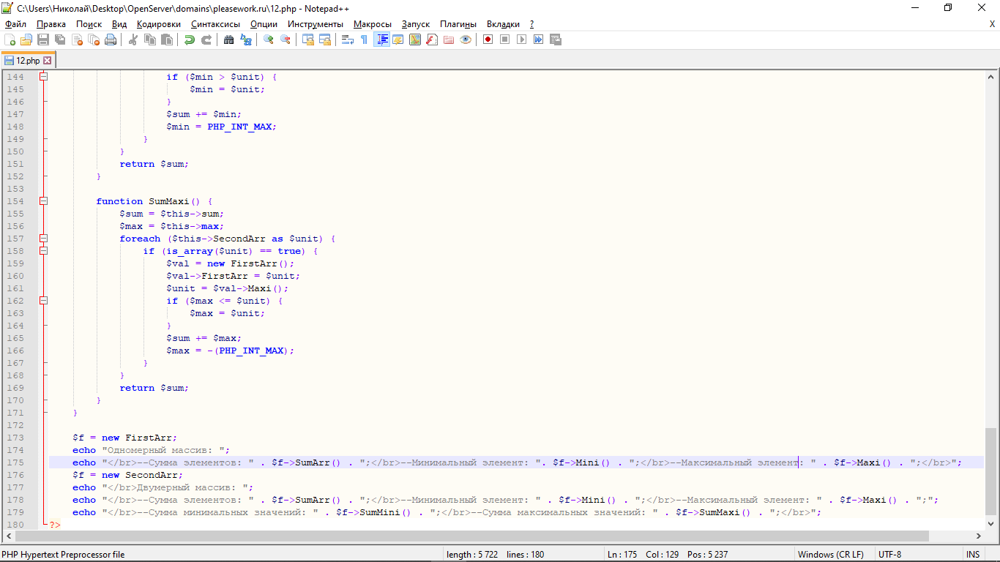 C:\Users\Николай\Desktop\OpenServer\domains\pleasework.ru\12.php - Notepad++
Файл Правка Поиск Вид Кодировки Синтаксисы Опции Инструменты Макросы Запуск Плагины Вкладки ? X
12.php
144 if ($min > $unit) {
145 $min = $unit;
146 }
147 $sum += $min;
148 $min = PHP_INT_MAX;
149 }
150 }
151 return $sum;
152 }
153
154 function SumMaxi() {
155 $sum = $this->sum;
156 $max = $this->max;
157 foreach ($this->SecondArr as $unit) {
158 if (is_array($unit) == true) {
159 $val = new FirstArr();
160 $val->FirstArr = $unit;
161 $unit = $val->Maxi();
162 if ($max <= $unit) {
163 $max = $unit;
164 }
165 $sum += $max;
166 $max = -(PHP_INT_MAX);
167 }
168 }
169 return $sum;
170 }
171 }
172
173 $f = new FirstArr;
174 echo "Одномерный массив: ";
175 echo "</br>--Сумма элементов: " . $f->SumArr() . ";</br>--Минимальный элемент: ". $f->Mini() . ";</br>--Максимальный элемент: " . $f->Maxi() . ";</br>";
176 $f = new SecondArr;
177 echo "</br>Двумерный массив: ";
178 echo "</br>--Сумма элементов: " . $f->SumArr() . ";</br>--Минимальный элемент: " . $f->Mini() . ";</br>--Максимальный элемент: " . $f->Maxi() . ";";
179 echo "</br>--Сумма минимальных значений: " . $f->SumMini() . ";</br>--Сумма максимальных значений: " . $f->SumMaxi() . ";</br>";
180 ?>
PHP Hypertext Preprocessor file length : 5 722 lines : 180 Ln : 175 Col : 129 Pos : 5 237 Windows (CR LF) UTF-8 INS